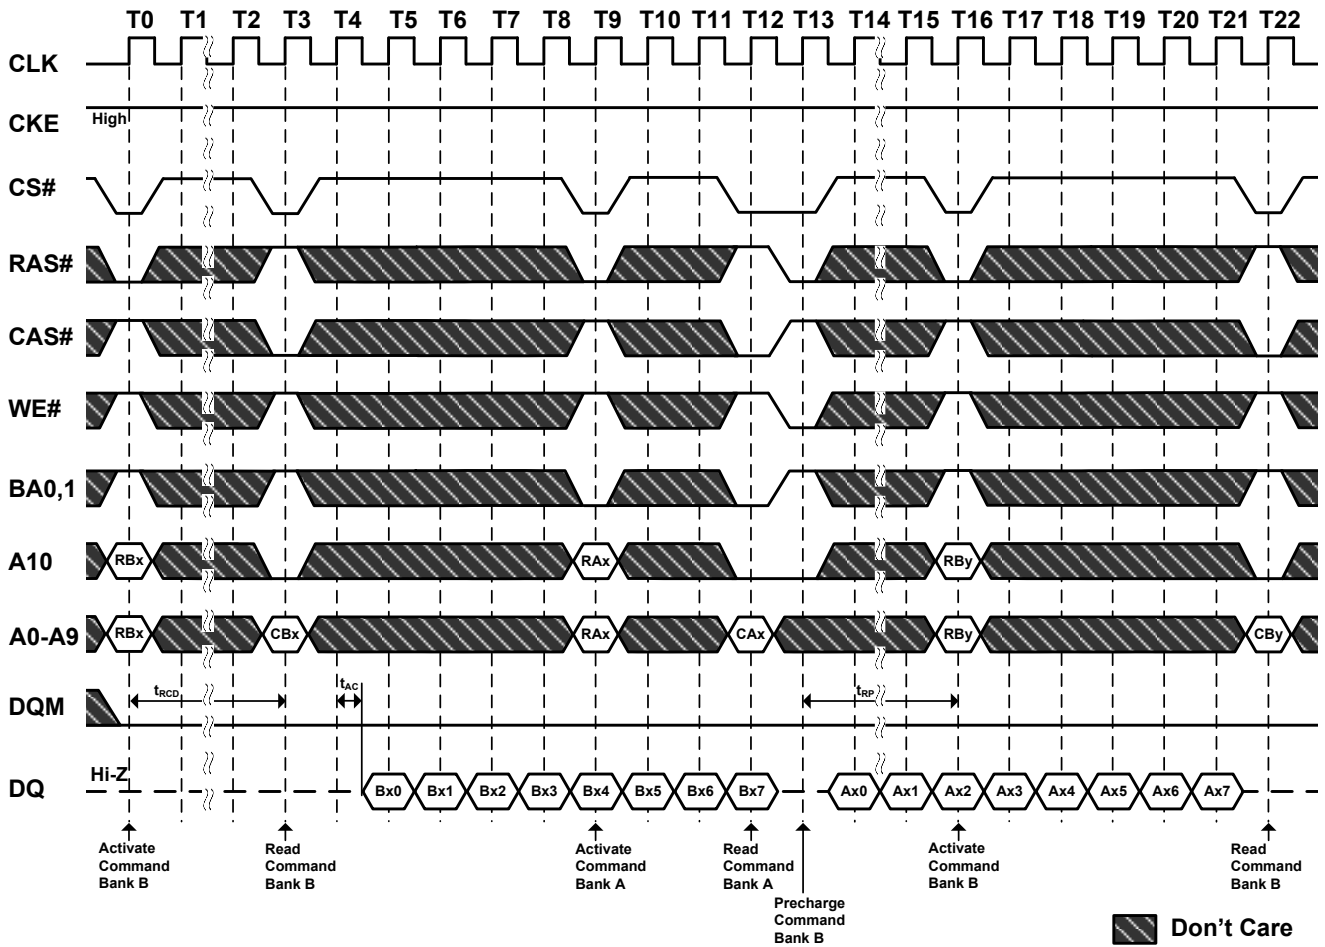 T0 T1 T2 T3 T4 T5 T6 T7 T8 T9 T10 T11 T12 T13 T14 T15 T16 T17 T18 T19 T20 T21 T22
CLK
CKE High
CS#
RAS#
CAS#
WE#
BA0,1
A10 RBx RAx RBy
A0-A9 RBx CBx RAx CAx RBy CBy
tRCD tAC tRP
DQM
Hi-Z
DQ Bx0 Bx1 Bx2 Bx3 Bx4 Bx5 Bx6 Bx7 Ax0 Ax1 Ax2 Ax3 Ax4 Ax5 Ax6 Ax7
Activate
Command
Bank B
Read
Command
Bank B
Activate
Command
Bank A
Read
Command
Bank A
Precharge
Command
Bank B
Activate
Command
Bank B
Read
Command
Bank B
Don't Care